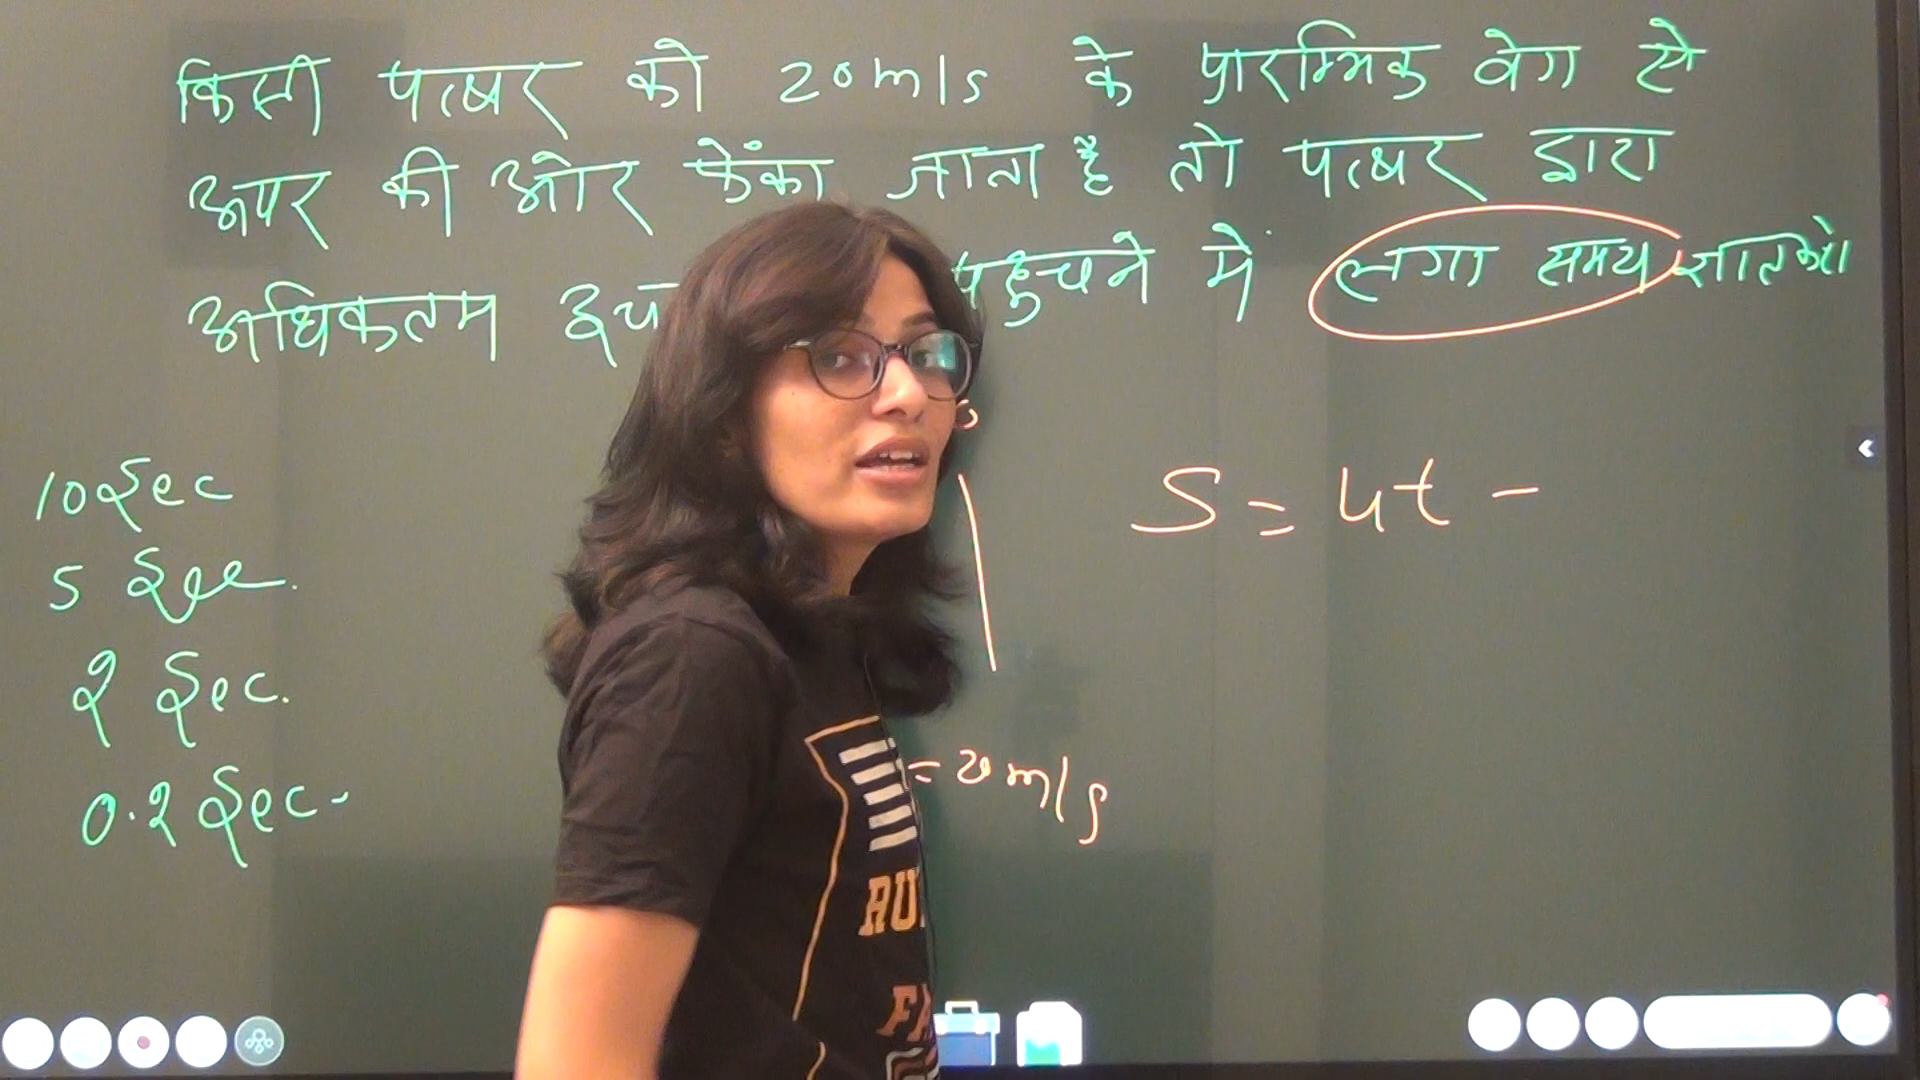 किसी पत्थर को 20m/s के प्रारम्भिक वेग से
ऊपर की ओर फेंका जाता है तो पत्थर द्वारा
अधिकतम पहुचने में लगा समय ज्ञात करो
10 Sec
5 Sec.
2 Sec.
0.2 Sec.
S = ut -
= 20 m/s